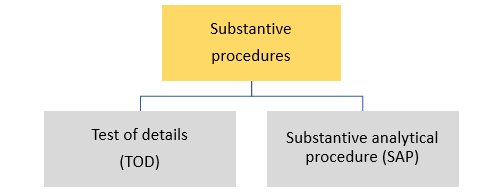 Substantive
procedures
Test of details
(TOD)
Substantive analytical
procedure (SAP)